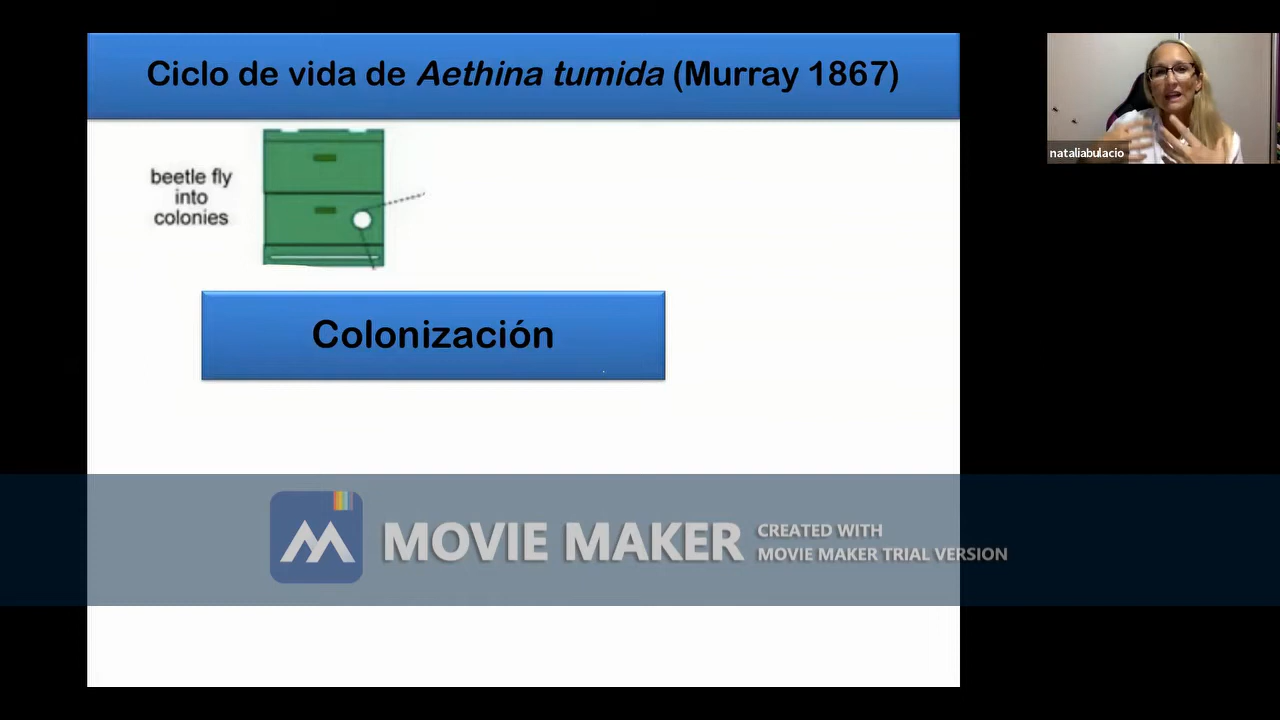 Ciclo de vida de Aethina tumida (Murray 1867)
nataliabulacio
beetle fly
into
colonies
Colonización
MOVIE MAKER
CREATED WITH
MOVIE MAKER TRIAL VERSION